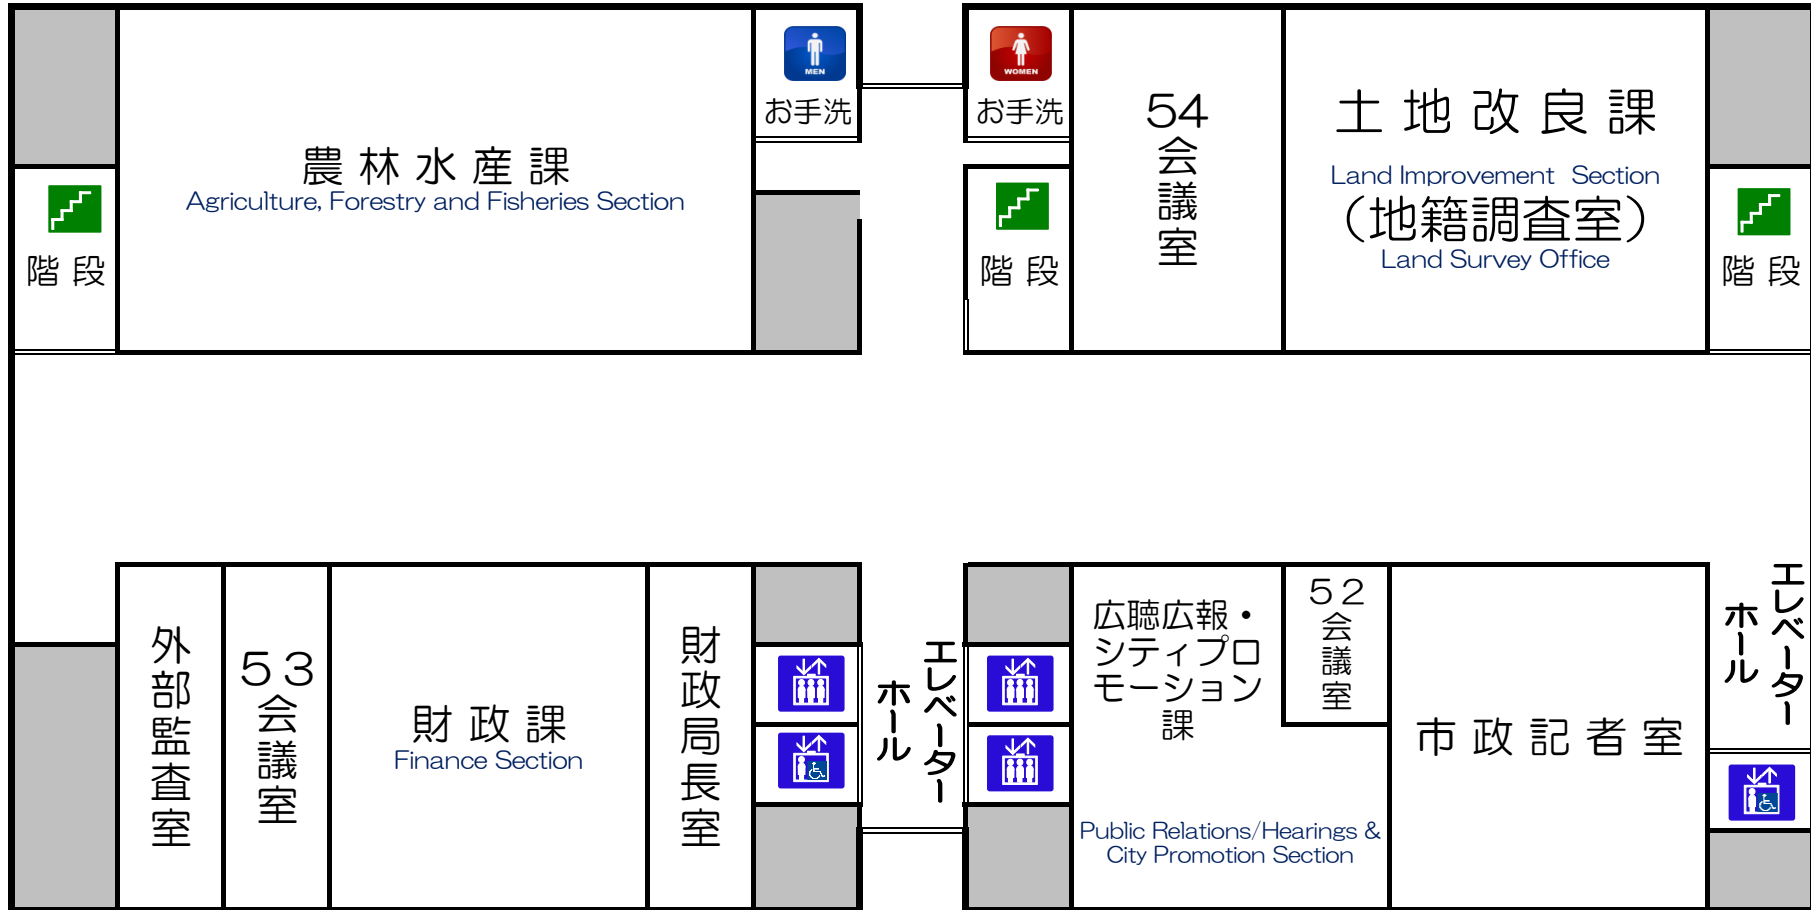 MEN
お手洗
WOMEN
お手洗
農林水産課
Agriculture, Forestry and Fisheries Section
階段
階段
54会議室
土地改良課
Land Improvement Section
（地籍調査室）
Land Survey Office
階段
外部監査室
５３会議室
財政課
Finance Section
財政局長室
エレベーター
ホール
広聴広報・
シティプロ
モーション
課
Public Relations/Hearings &
City Promotion Section
５２会議室
市政記者室
エレベーター
ホール